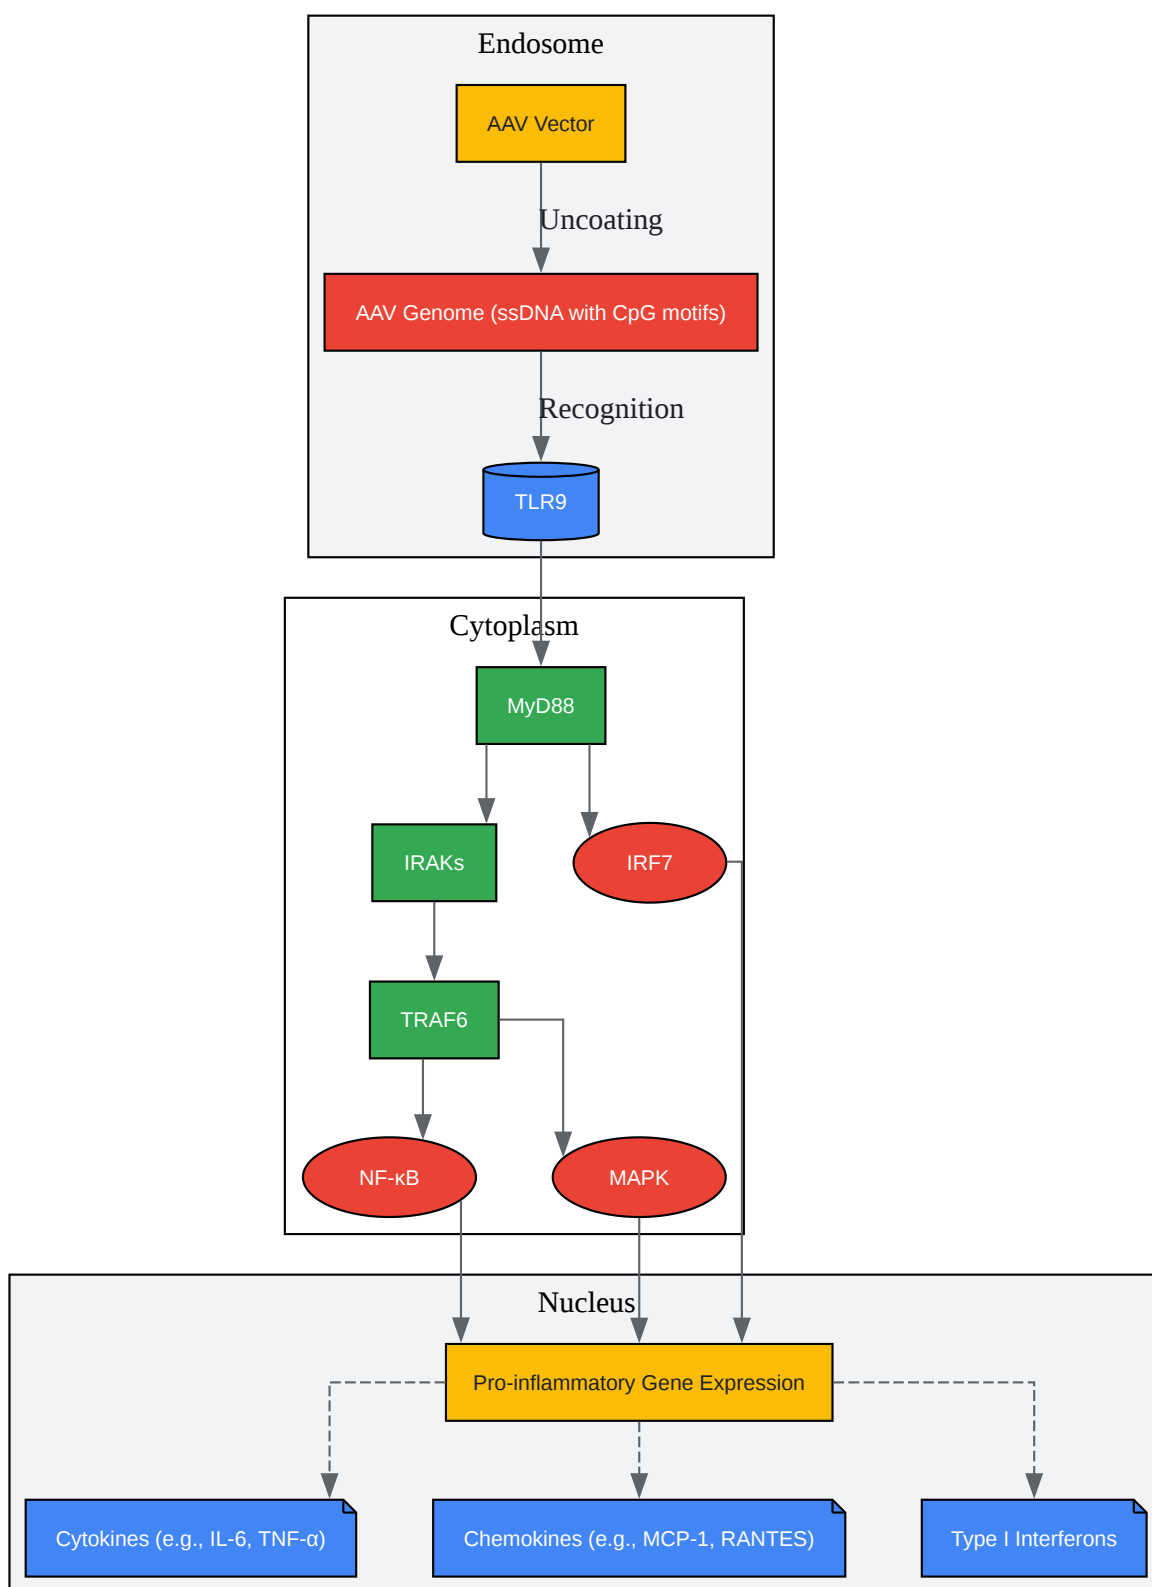 Endosome
AAV Vector
Uncoating
AAV Genome (ssDNA with CpG motifs)
Recognition
TLR9
Cytoplasm
MyD88
IRAKs
IRF7
TRAF6
NF-κB
MAPK
Nucleus
Pro-inflammatory Gene Expression
Cytokines (e.g., IL-6, TNF-α)
Chemokines (e.g., MCP-1, RANTES)
Type I Interferons